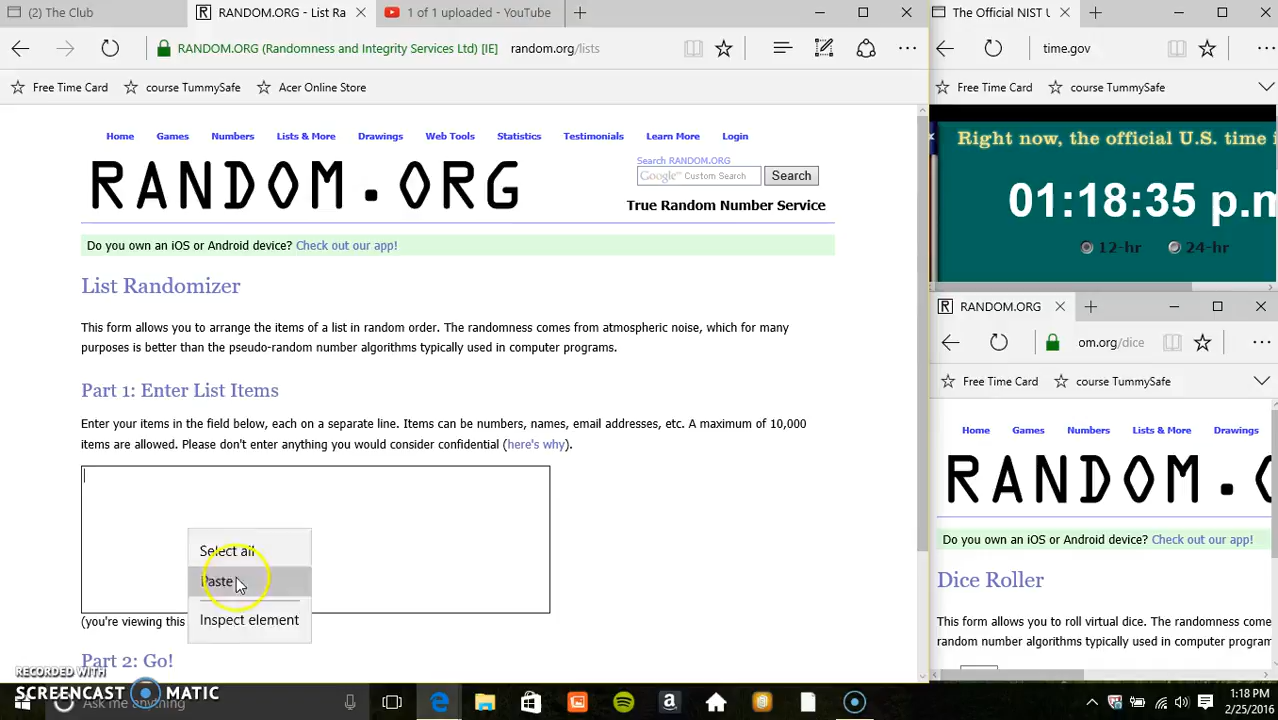 (2) The Club
RANDOM.ORG - List Ra
1 of 1 uploaded - YouTube
RANDOM.ORG (Randomness and Integrity Services Ltd) [IE] random.org/lists
Free Time Card
course TummySafe
Acer Online Store
Home
Games
Numbers
Lists & More
Drawings
Web Tools
Statistics
Testimonials
Learn More
Login
RANDOM.ORG
Search RANDOM.ORG
Google™ Custom Search
Search
True Random Number Service
Do you own an iOS or Android device? Check out our app!
List Randomizer
This form allows you to arrange the items of a list in random order. The randomness comes from atmospheric noise, which for many
purposes is better than the pseudo-random number algorithms typically used in computer programs.
Part 1: Enter List Items
Enter your items in the field below, each on a separate line. Items can be numbers, names, email addresses, etc. A maximum of 10,000
items are allowed. Please don't enter anything you would consider confidential (here's why).
Select all
Paste
Inspect element
(you're viewing this
Part 2: Go!
The Official NIST U
time.gov
Free Time Card
course TummySafe
Right now, the official U.S. time i
01:18:35 p.m
12-hr
24-hr
RANDOM.ORG
om.org/dice
Free Time Card
course TummySafe
Home
Games
Numbers
Lists & More
Drawings
RANDOM.
Do you own an iOS or Android device? Check out our app!
Dice Roller
This form allows you to roll virtual dice. The randomness come
random number algorithms typically used in computer program
RECORDED WITH
SCREENCAST MATIC
Ask me anything
1:18 PM
2/25/2016